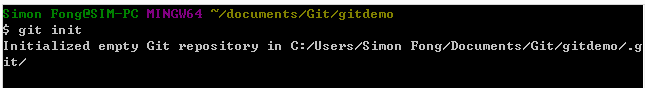 Simon Fong@SIM-PC MINGW64 ~/documents/Git/gitdemo
$ git init
Initialized empty Git repository in C:/Users/Simon Fong/Documents/Git/gitdemo/.g
it/